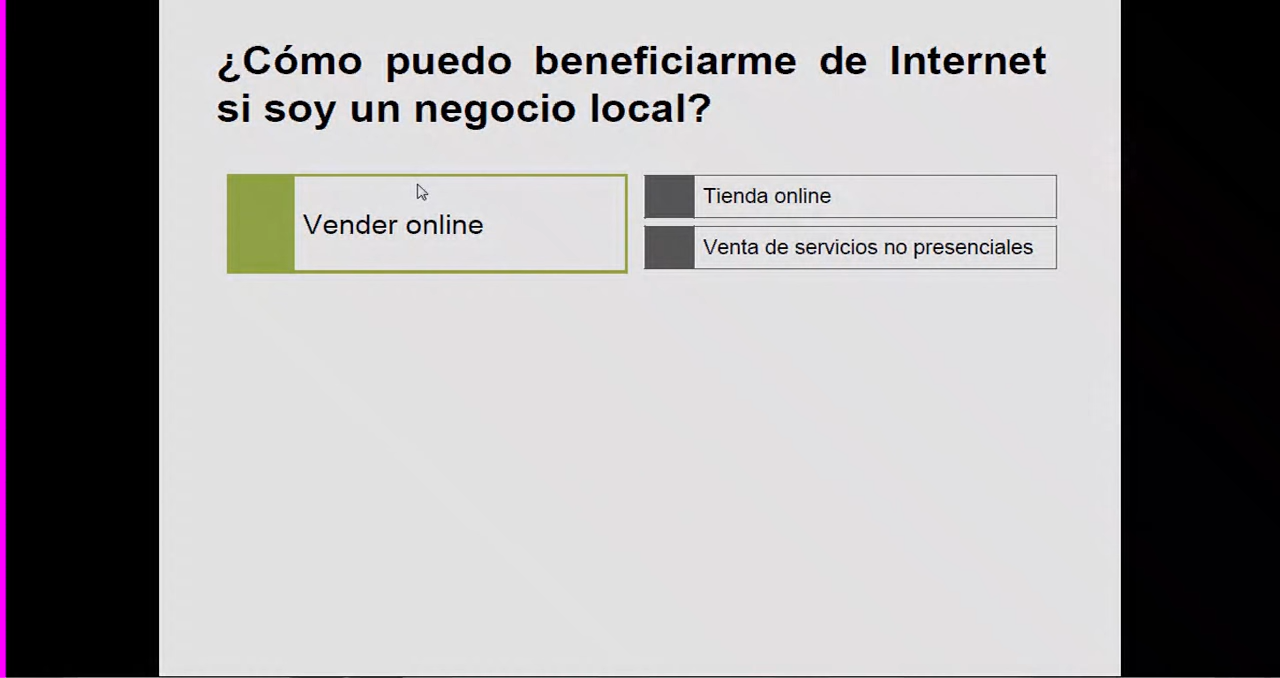 ¿Cómo puedo beneficiarme de Internet
si soy un negocio local?
Vender online
Tienda online
Venta de servicios no presenciales